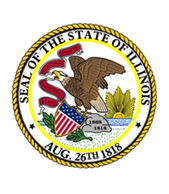 SEAL OF THE STATE OF ILLINOIS
1868
1818
AUG. 26TH 1818